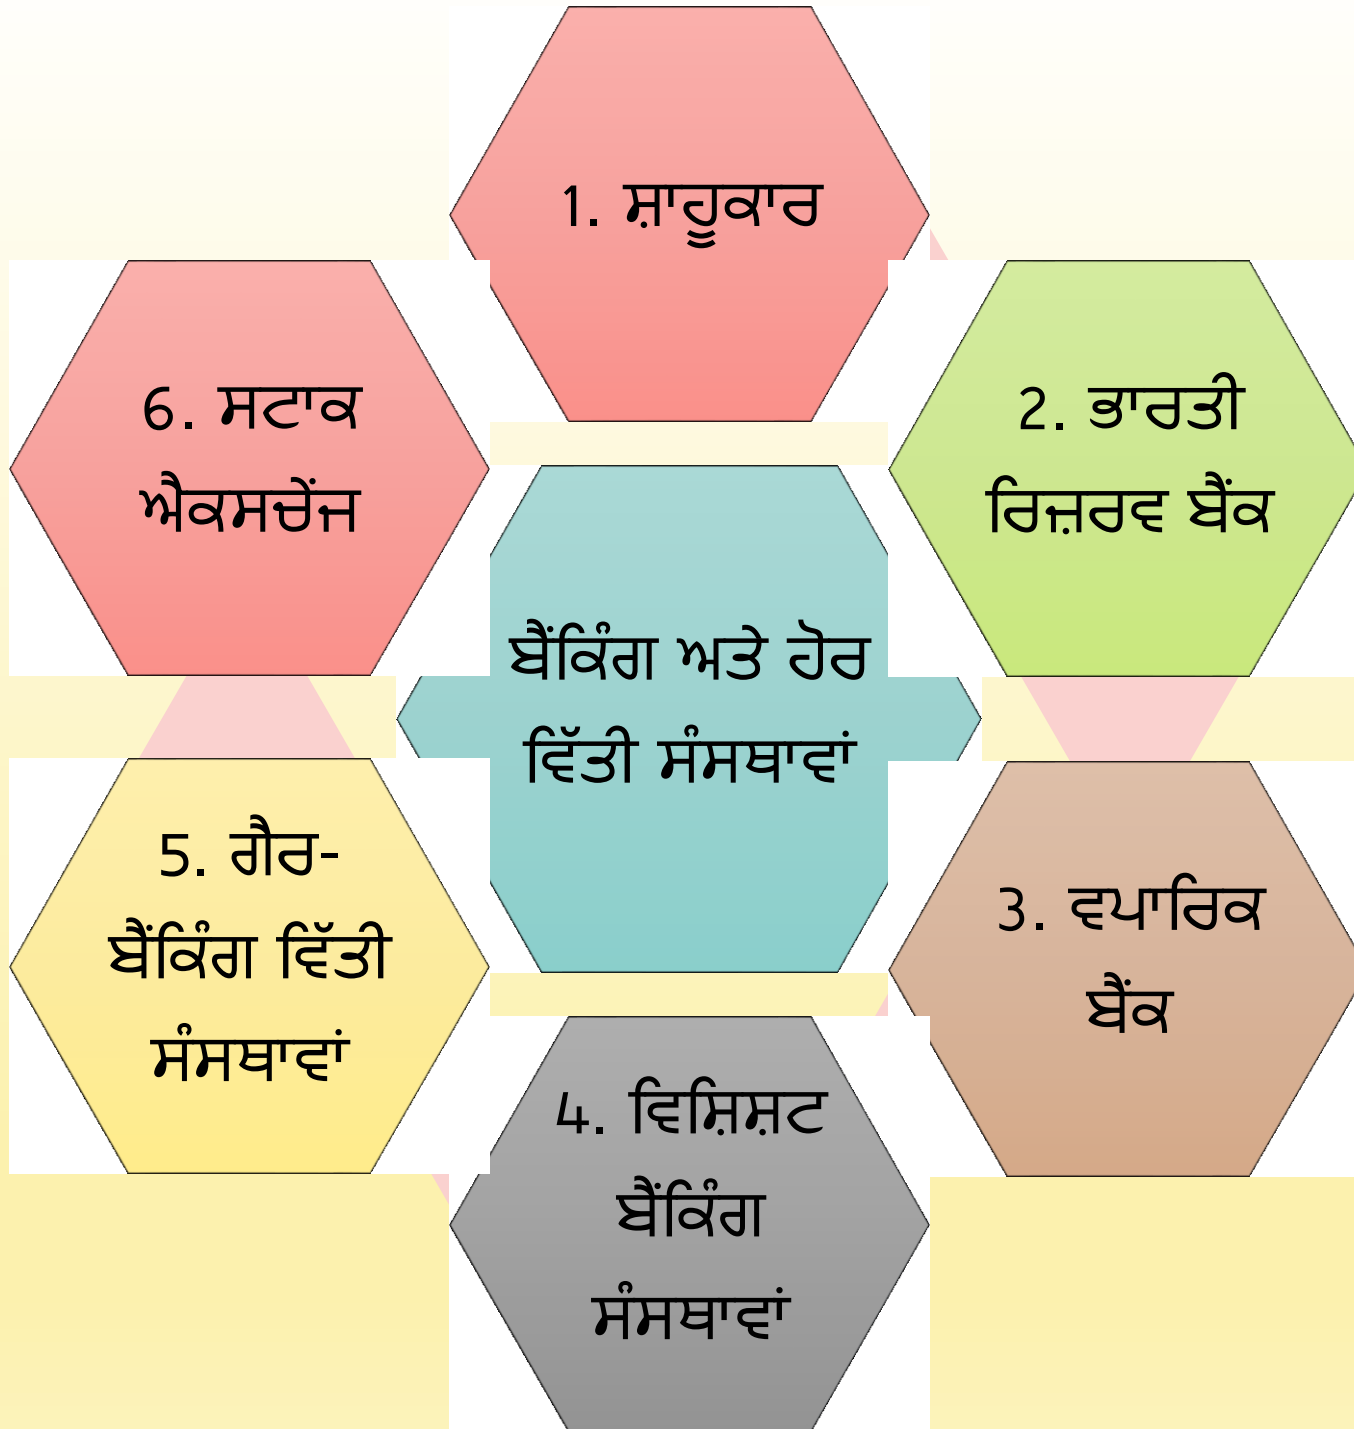 1. ਸ਼ਾਹੂਕਾਰ
2. ਭਾਰਤੀ
ਰਿਜ਼ਰਵ ਬੈਂਕ
3. ਵਪਾਰਿਕ
ਬੈਂਕ
4. ਵਿਸ਼ਿਸ਼ਟ
ਬੈਂਕਿੰਗ
ਸੰਸਥਾਵਾਂ
5. ਗੈਰ-
ਬੈਂਕਿੰਗ ਵਿੱਤੀ
ਸੰਸਥਾਵਾਂ
6. ਸਟਾਕ
ਐਕਸਚੇਂਜ
ਬੈਂਕਿੰਗ ਅਤੇ ਹੋਰ
ਵਿੱਤੀ ਸੰਸਥਾਵਾਂ